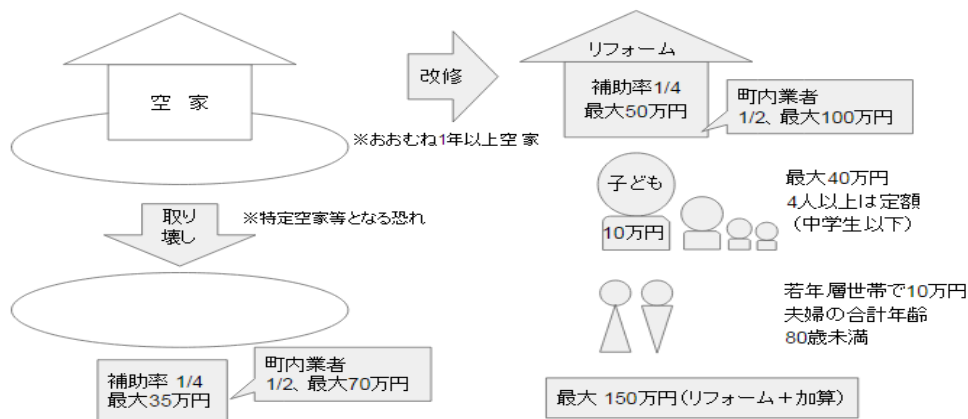 空　家
※おおむね1年以上空家
改修
リフォーム
補助率1/4
最大50万円
町内業者
1/2、最大100万円
子ども
10万円
最大40万円
4人以上は定額
（中学生以下）
若年層世帯で10万円
夫婦の合計年齢
80歳未満
最大 150万円（リフォーム＋加算）
取り
壊し
※特定空家等となる恐れ
補助率 1/4
最大35万円
町内業者
1/2、最大70万円